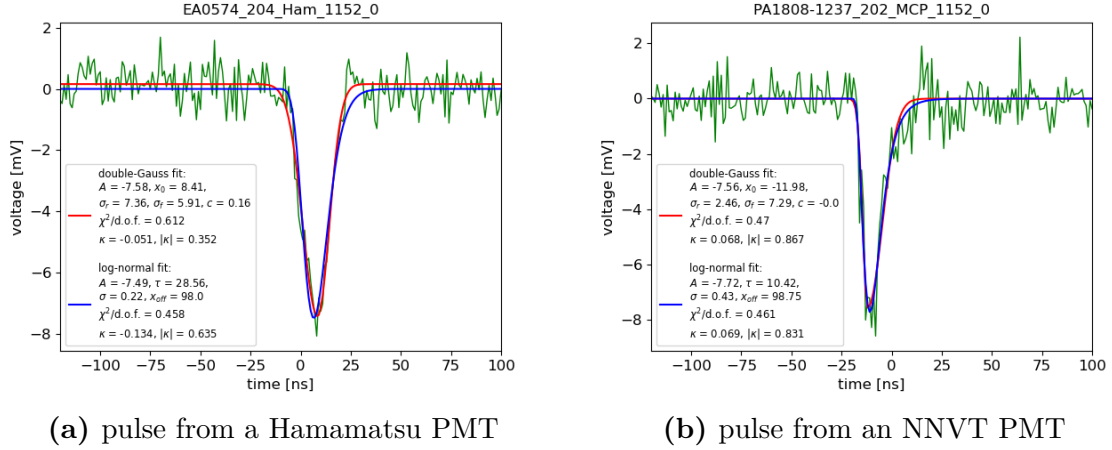 EA0574_204_Ham_1152_0
2
0
−2
−4
−6
−8
voltage [mV]
double-Gauss fit:
A = -7.58, x₀ = 8.41,
σᵣ = 7.36, σ_f = 5.91, c = 0.16
χ²/d.o.f. = 0.612
κ = -0.051, |κ| = 0.352
log-normal fit:
A = -7.49, τ = 28.56,
σ = 0.22, x_off = 98.0
χ²/d.o.f. = 0.458
κ = -0.134, |κ| = 0.635
−100 −75 −50 −25 0 25 50 75 100
time [ns]
(a) pulse from a Hamamatsu PMT
PA1808-1237_202_MCP_1152_0
2
0
−2
−4
−6
−8
voltage [mV]
double-Gauss fit:
A = -7.56, x₀ = -11.98,
σᵣ = 2.46, σ_f = 7.29, c = -0.0
χ²/d.o.f. = 0.47
κ = 0.068, |κ| = 0.867
log-normal fit:
A = -7.72, τ = 10.42,
σ = 0.43, x_off = 98.75
χ²/d.o.f. = 0.461
κ = 0.069, |κ| = 0.831
−100 −75 −50 −25 0 25 50 75 100
time [ns]
(b) pulse from an NNVT PMT